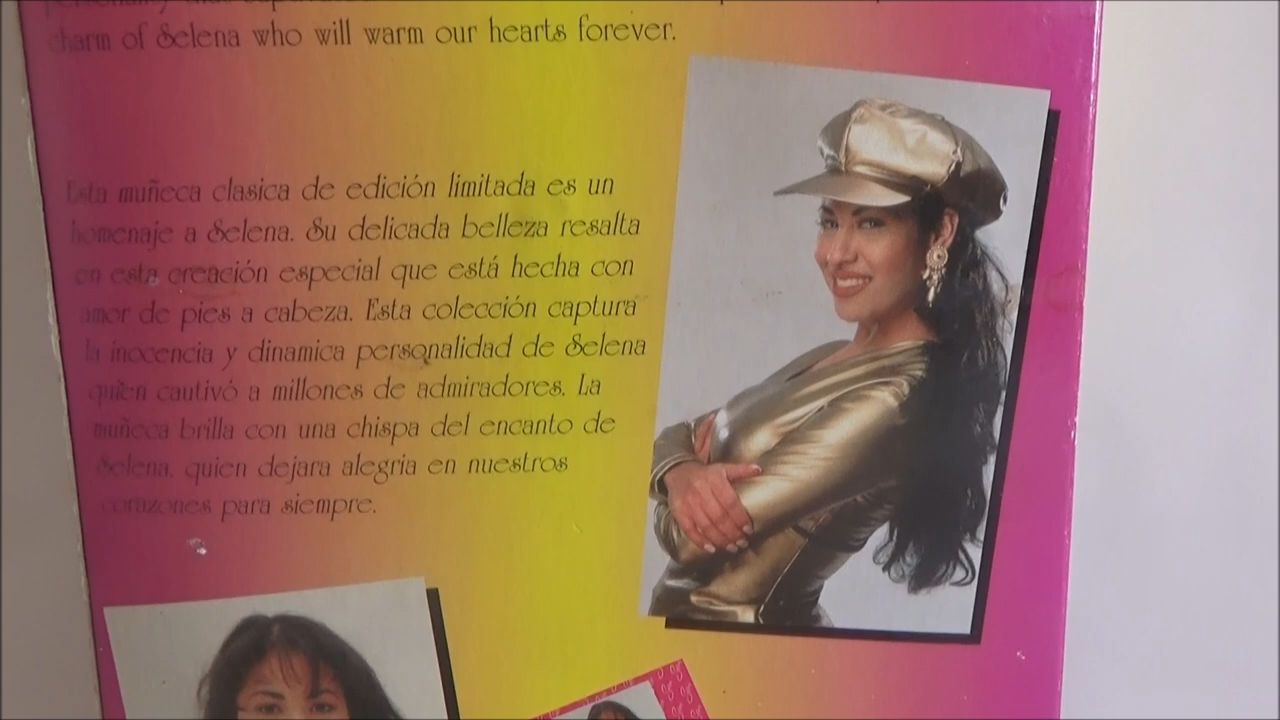 charm of Selena who will warm our hearts forever.
Esta muñeca clasica de edición limitada es un
homenaje a Selena. Su delicada belleza resalta
en esta creación especial que está hecha con
amor de pies a cabeza. Esta colección captura
la inocencia y dinamica personalidad de Selena
quien cautivó a millones de admiradores. La
muñeca brilla con una chispa del encanto de
Selena, quien dejara alegria en nuestros
corazones para siempre.